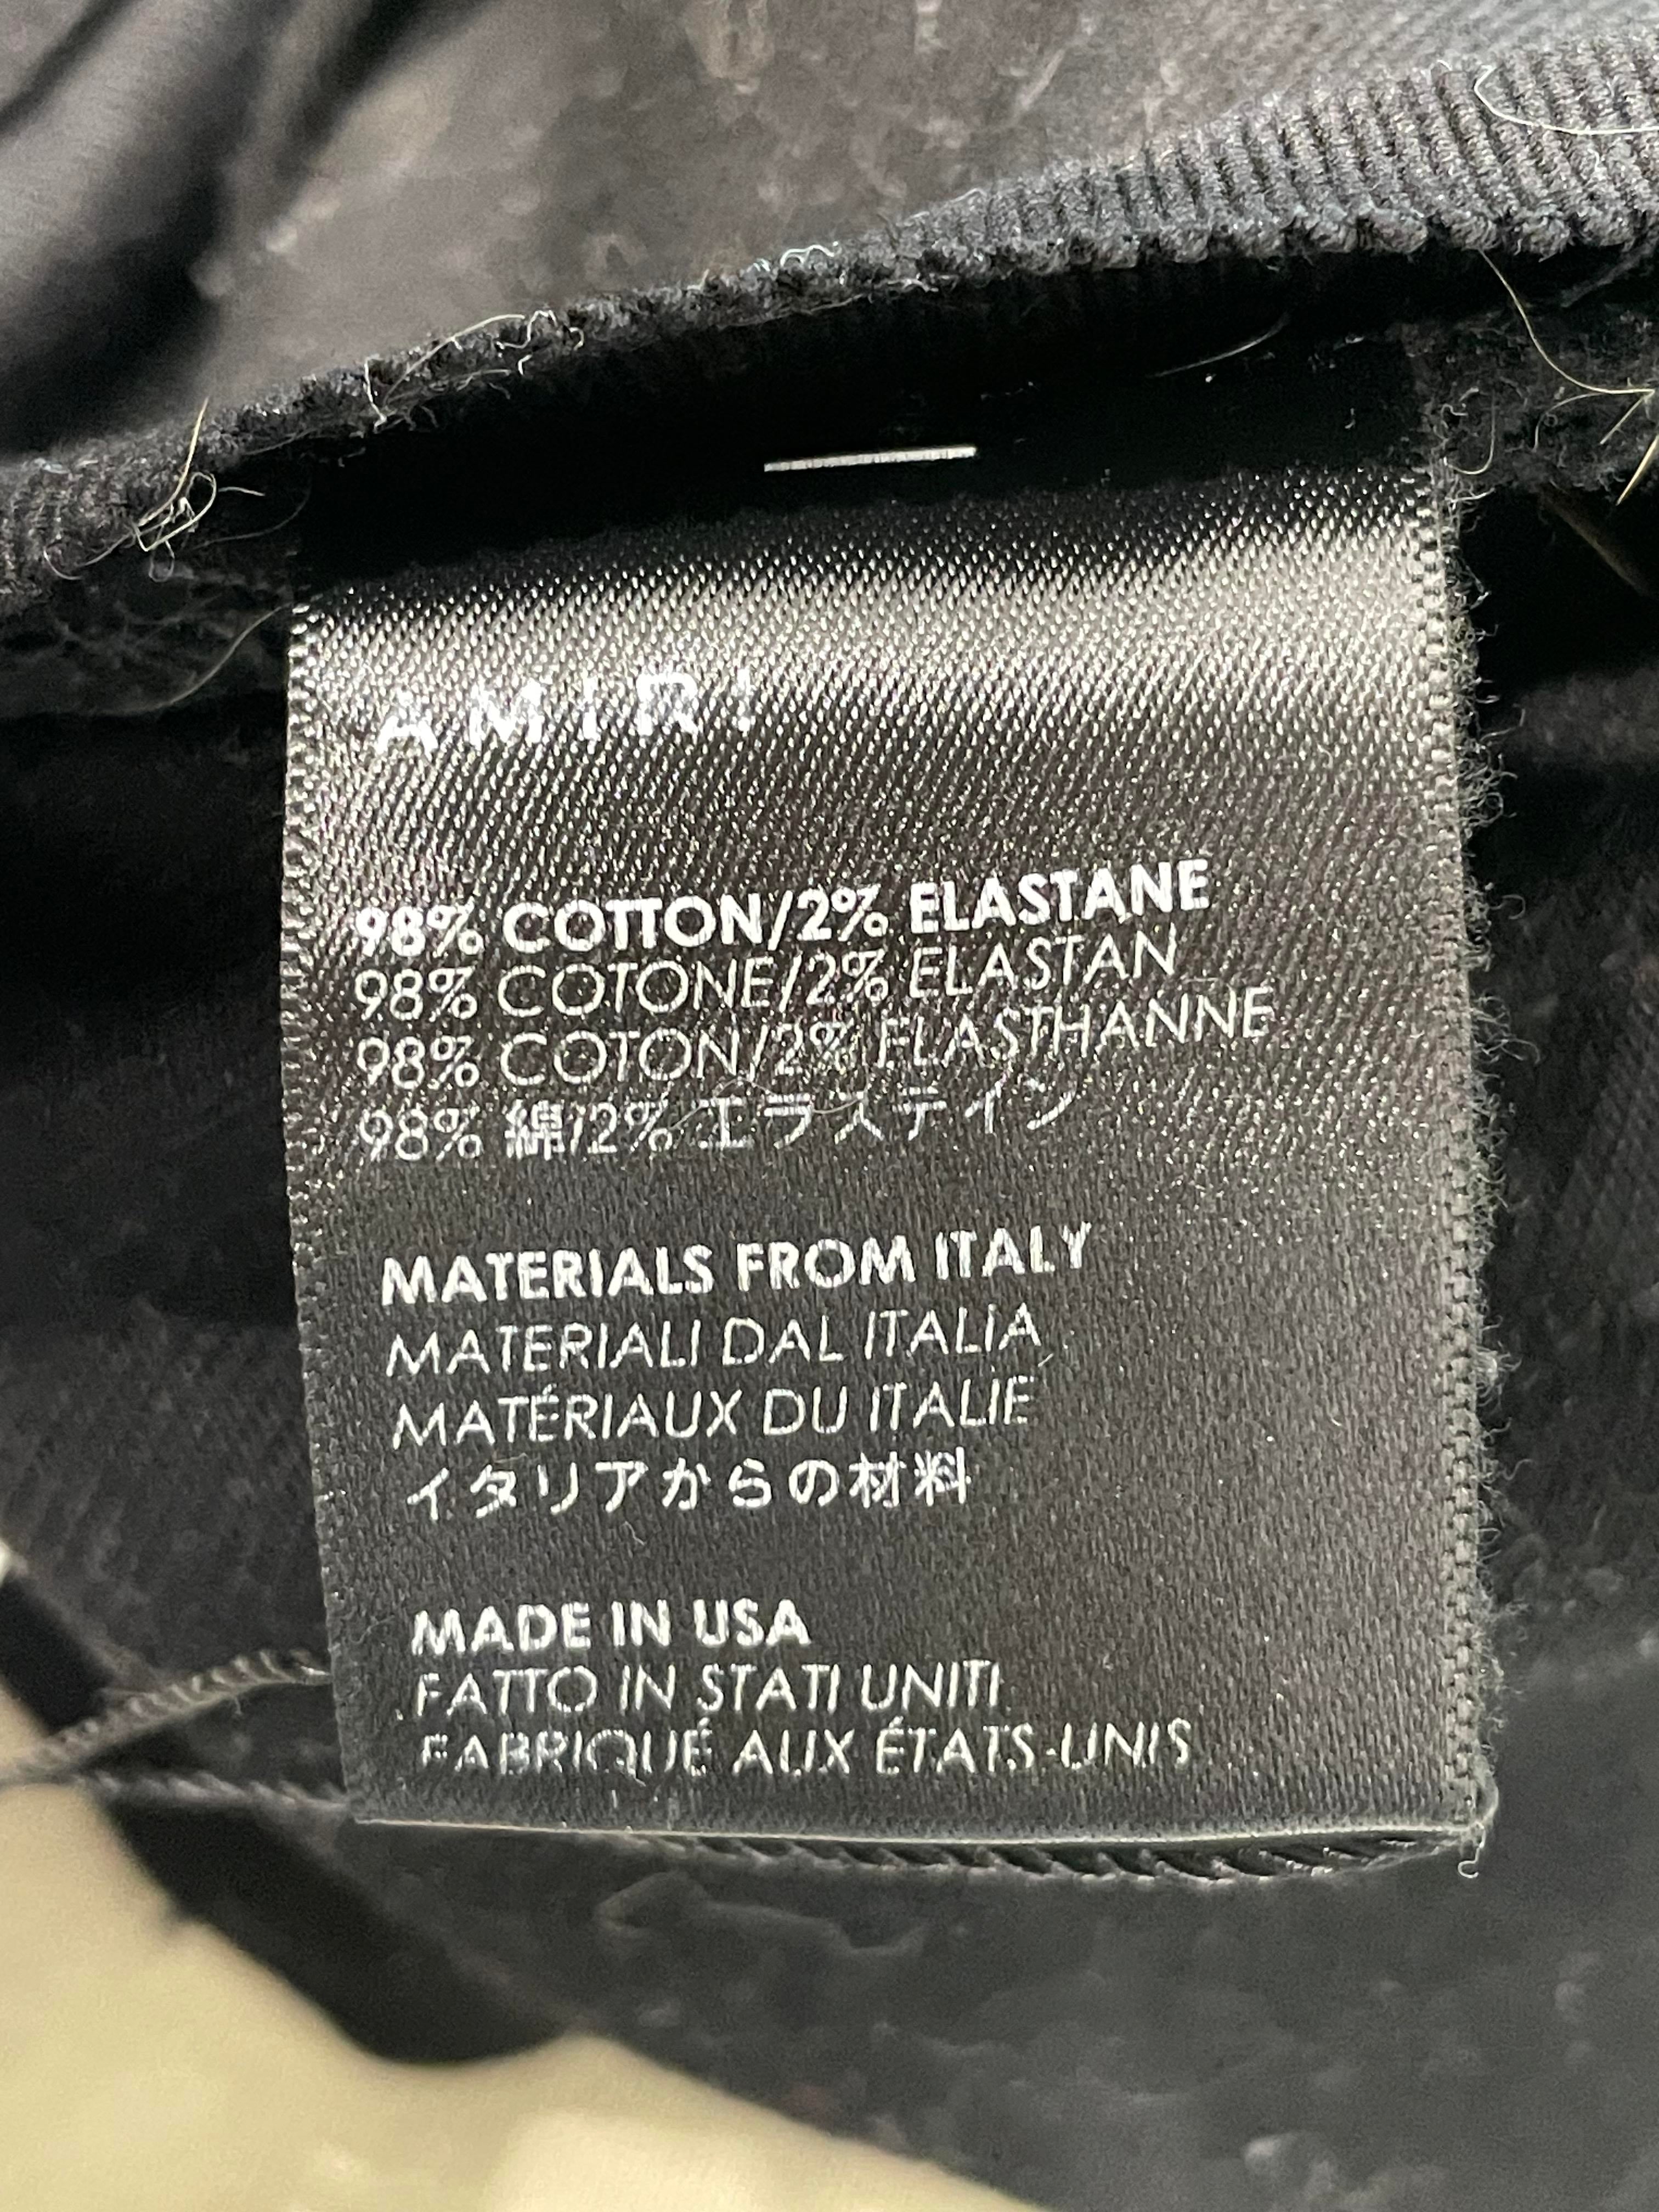 AMIRI
98% COTTON/2% ELASTANE
98% COTONE/2% ELASTAN
98% COTON/2% ELASTHANNE
98% 綿/2% エラステイン
MATERIALS FROM ITALY
MATERIALI DAL ITALIA
MATÉRIAUX DU ITALIE
イタリアからの材料
MADE IN USA
FATTO IN STATI UNITI
FABRIQUÉ AUX ÉTATS-UNIS